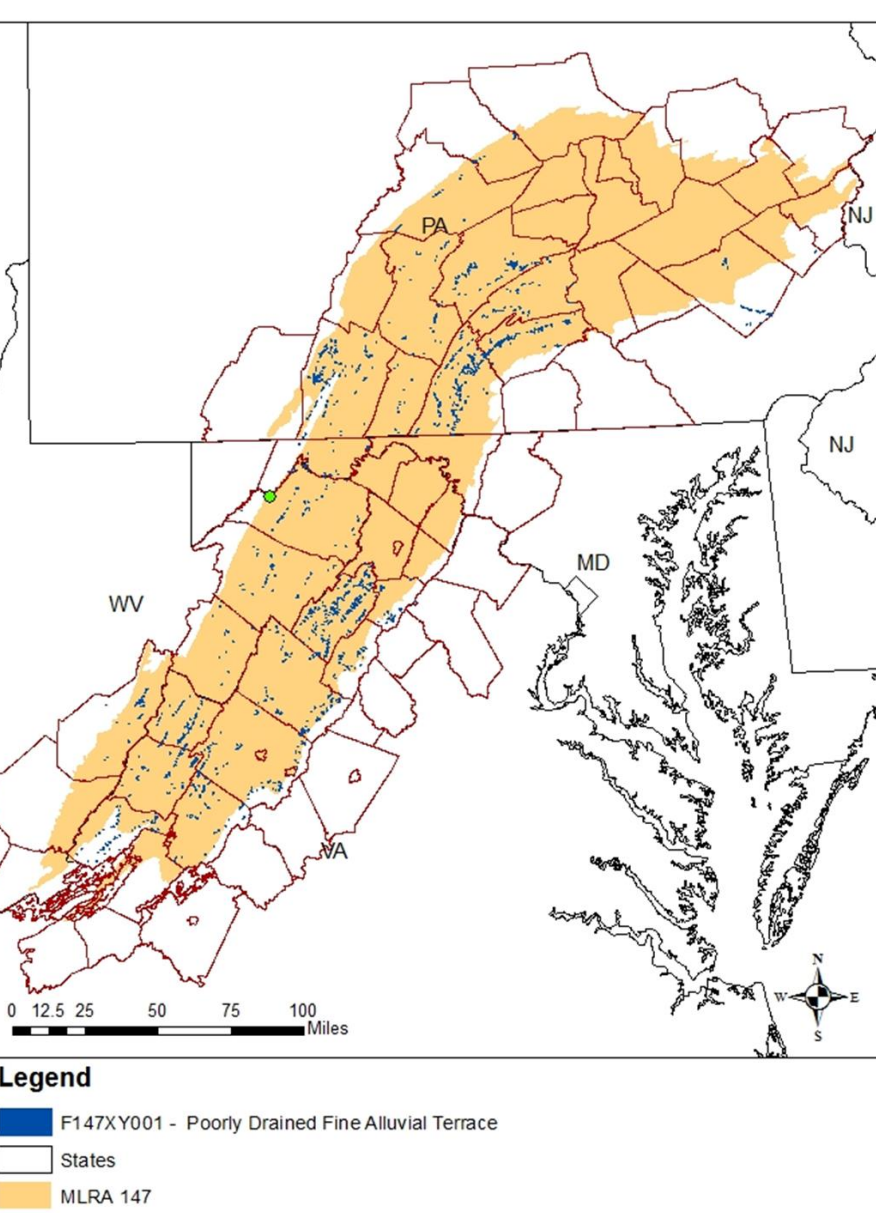 PA
NJ
NJ
MD
WV
VA
N
W E
S
0 12.5 25 50 75 100
Miles
Legend
F147XY001 - Poorly Drained Fine Alluvial Terrace
States
MLRA 147